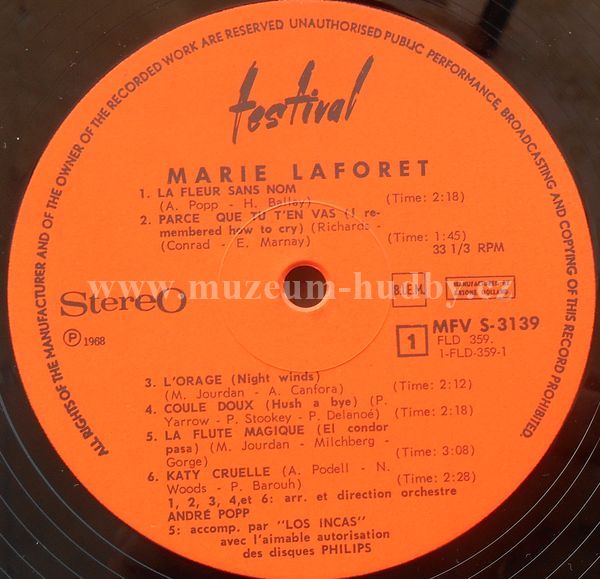 ALL RIGHTS OF THE MANUFACTURER AND OF THE OWNER OF THE RECORDED WORK ARE RESERVED UNAUTHORISED PUBLIC PERFORMANCE, BROADCASTING AND COPYING OF THIS RECORD PROHIBITED.
festival
MARIE LAFORET
1. LA FLEUR SANS NOM
(A. Popp - H. Ballay) (Time: 2:18)
2. PARCE QUE TU T'EN VAS (I re-
membered how to cry) (Richards -
(Conrad - E. Marnay) (Time: 1:45)
33 1/3 RPM
www.muzeum-hudby.cz
Stereo
B.I.E.M.
MANUFACTURED BY
ARTONE HOLLAND
Ⓟ 1968
1
MFV S-3139
FLD 359.
1-FLD-359-1
3. L'ORAGE (Night winds)
(M. Jourdan - A. Canfora) (Time: 2:12)
4. COULE DOUX (Hush a bye) (P.
Yarrow - P. Stookey - P. Delanoé) (Time: 2:18)
5. LA FLUTE MAGIQUE (El condor
pasa) (M. Jourdan - Milchberg -
Gorge) (Time: 3:08)
6. KATY CRUELLE (A. Podell - N.
Woods - P. Barouh) (Time: 2:28)
1, 2, 3, 4,et 6: arr. et direction orchestre
ANDRÉ POPP
5: accomp. par "LOS INCAS"
avec l'aimable autorisation
des disques PHILIPS